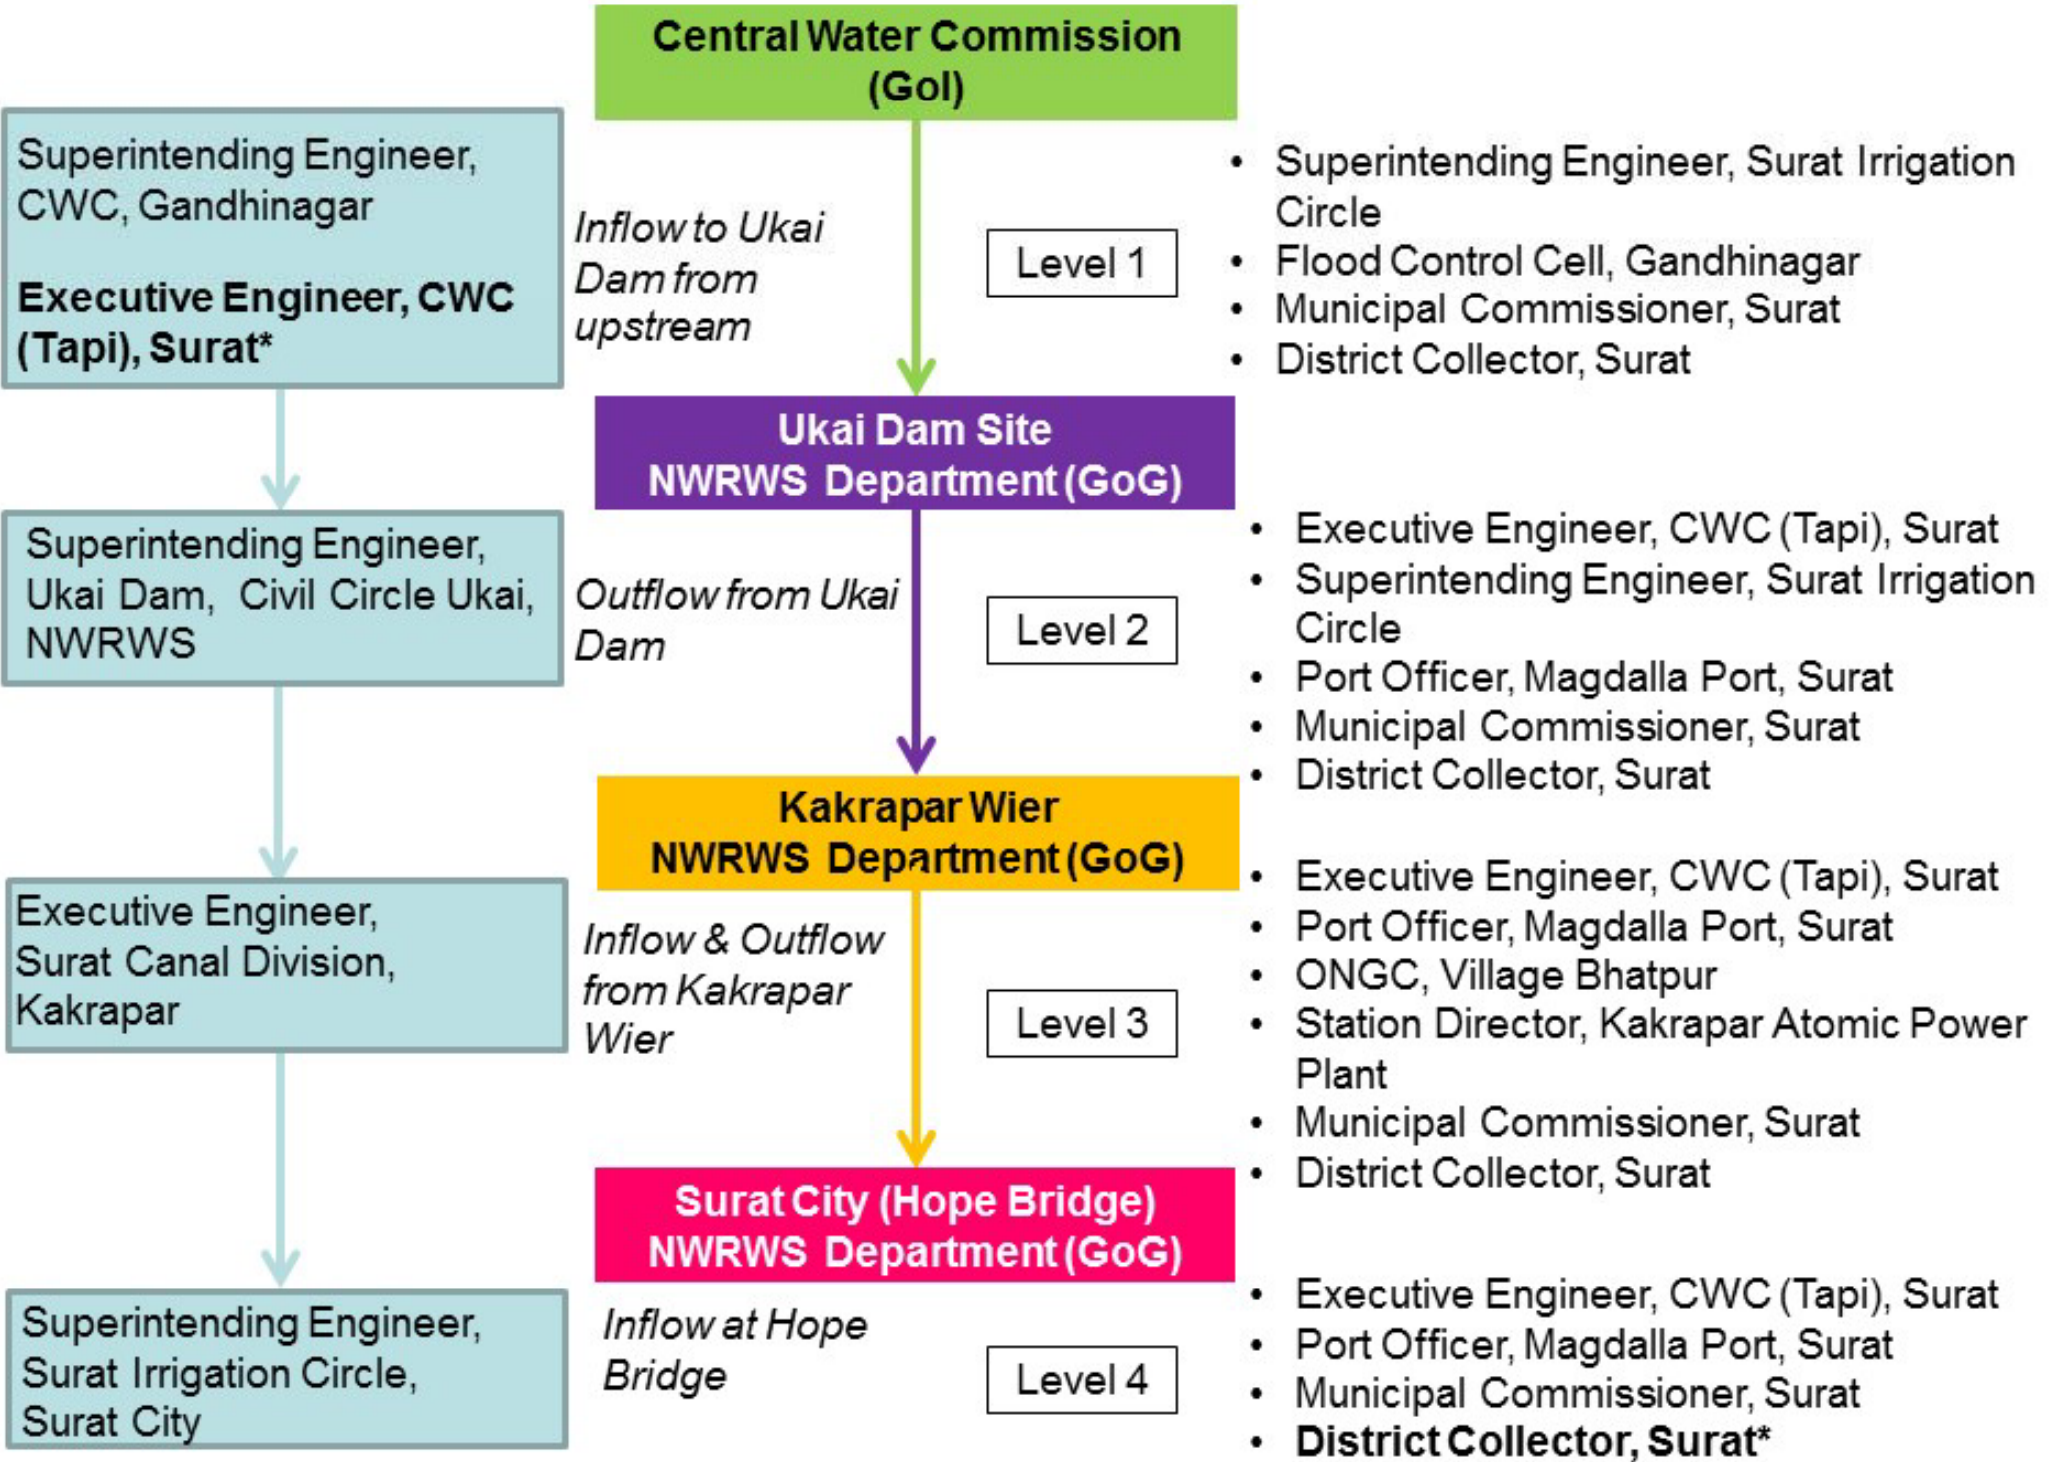 Central Water Commission
(GoI)
Superintending Engineer,
CWC, Gandhinagar
Executive Engineer, CWC
(Tapi), Surat*
Inflow to Ukai
Dam from
upstream
Level 1
• Superintending Engineer, Surat Irrigation
Circle
• Flood Control Cell, Gandhinagar
• Municipal Commissioner, Surat
• District Collector, Surat
Ukai Dam Site
NWRWS Department (GoG)
Superintending Engineer,
Ukai Dam, Civil Circle Ukai,
NWRWS
Outflow from Ukai
Dam
Level 2
• Executive Engineer, CWC (Tapi), Surat
• Superintending Engineer, Surat Irrigation
Circle
• Port Officer, Magdalla Port, Surat
• Municipal Commissioner, Surat
• District Collector, Surat
Kakrapar Wier
NWRWS Department (GoG)
Executive Engineer,
Surat Canal Division,
Kakrapar
Inflow & Outflow
from Kakrapar
Wier
Level 3
• Executive Engineer, CWC (Tapi), Surat
• Port Officer, Magdalla Port, Surat
• ONGC, Village Bhatpur
• Station Director, Kakrapar Atomic Power
Plant
• Municipal Commissioner, Surat
• District Collector, Surat
Surat City (Hope Bridge)
NWRWS Department (GoG)
Superintending Engineer,
Surat Irrigation Circle,
Surat City
Inflow at Hope
Bridge
Level 4
• Executive Engineer, CWC (Tapi), Surat
• Port Officer, Magdalla Port, Surat
• Municipal Commissioner, Surat
• District Collector, Surat*